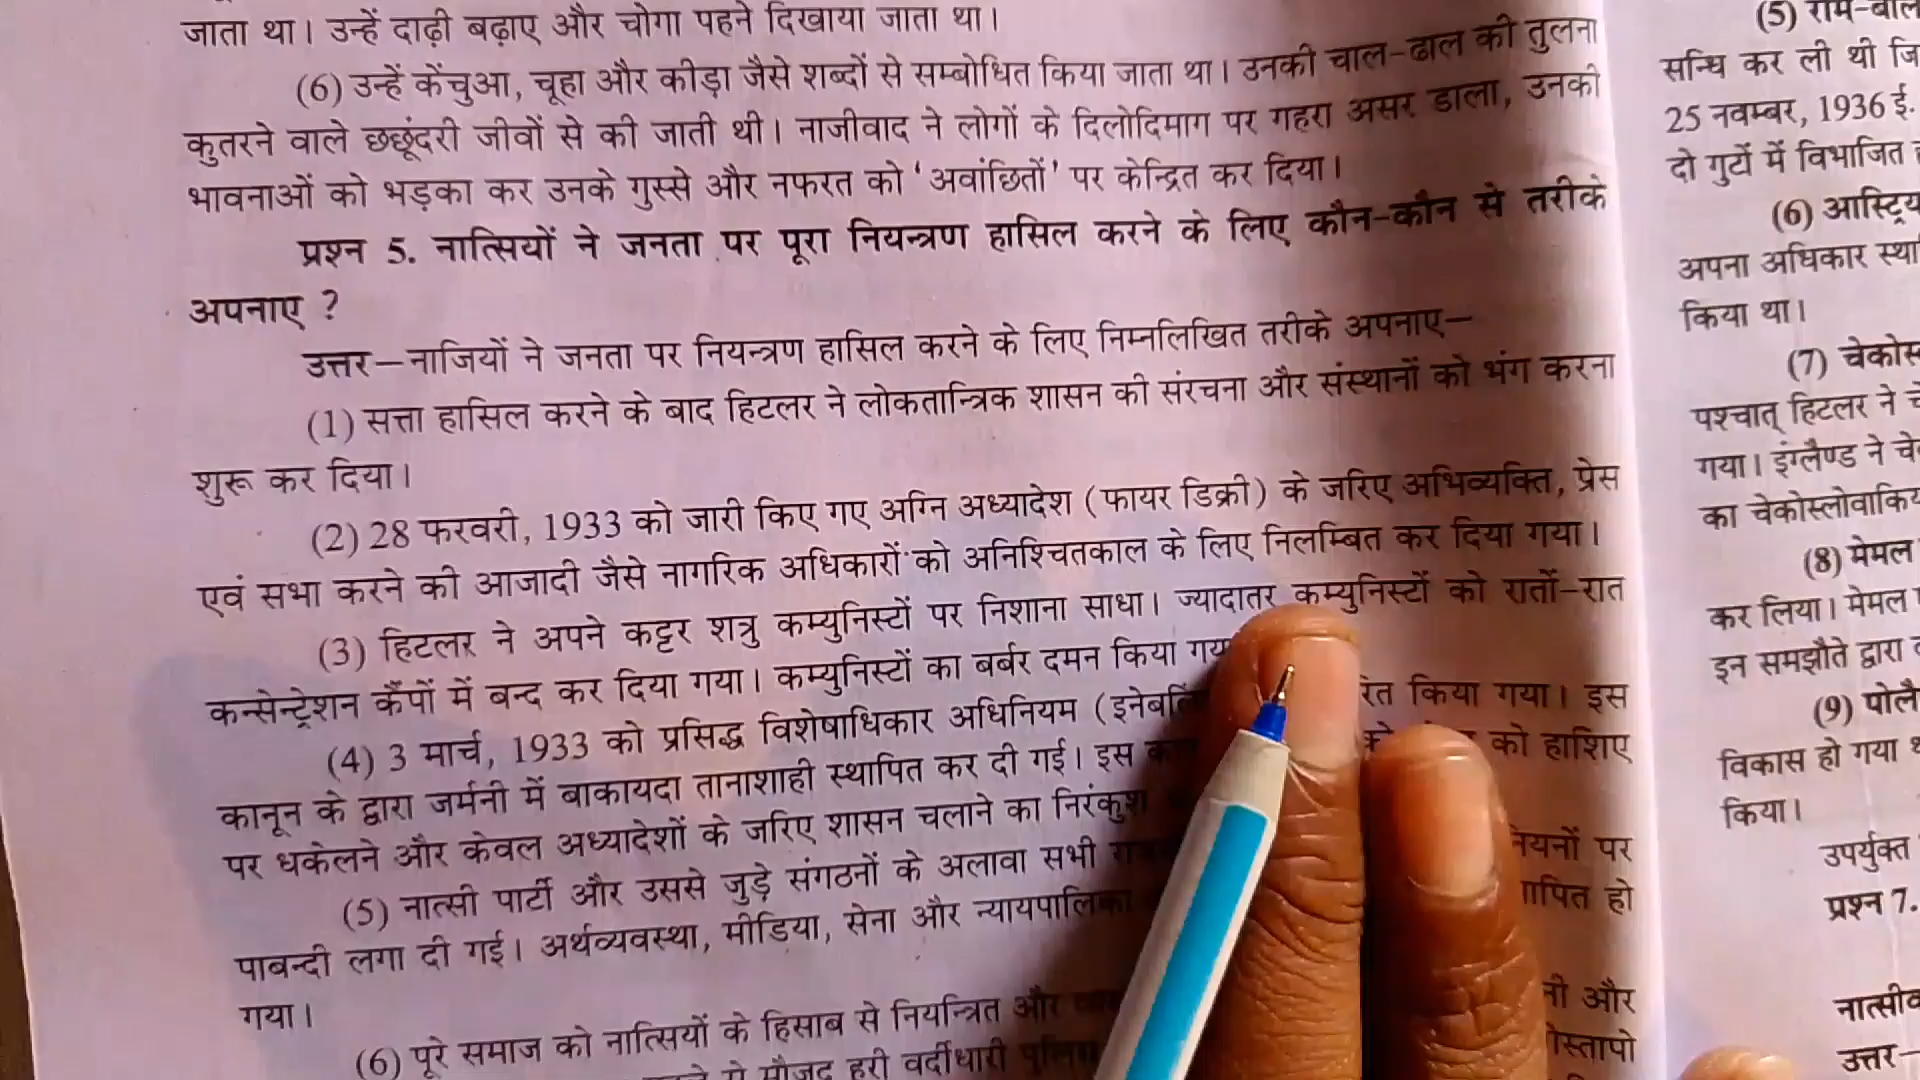 जाता था। उन्हें दाढ़ी बढ़ाए और चोगा पहने दिखाया जाता था।
(6) उन्हें केंचुआ, चूहा और कीड़ा जैसे शब्दों से सम्बोधित किया जाता था। उनकी चाल-ढाल की तुलना
कुतरने वाले छछूंदरी जीवों से की जाती थी। नाजीवाद ने लोगों के दिलोदिमाग पर गहरा असर डाला, उनकी
भावनाओं को भड़का कर उनके गुस्से और नफरत को ‘अवांछितों’ पर केन्द्रित कर दिया।
प्रश्न 5. नात्सियों ने जनता पर पूरा नियन्त्रण हासिल करने के लिए कौन-कौन से तरीके
अपनाए ?
उत्तर—नाजियों ने जनता पर नियन्त्रण हासिल करने के लिए निम्नलिखित तरीके अपनाए—
(1) सत्ता हासिल करने के बाद हिटलर ने लोकतान्त्रिक शासन की संरचना और संस्थानों को भंग करना
शुरू कर दिया।
(2) 28 फरवरी, 1933 को जारी किए गए अग्नि अध्यादेश (फायर डिक्री) के जरिए अभिव्यक्ति, प्रेस
एवं सभा करने की आजादी जैसे नागरिक अधिकारों को अनिश्चितकाल के लिए निलम्बित कर दिया गया।
(3) हिटलर ने अपने कट्टर शत्रु कम्युनिस्टों पर निशाना साधा। ज्यादातर कम्युनिस्टों को रातों-रात
कन्सेन्ट्रेशन कैंपों में बन्द कर दिया गया। कम्युनिस्टों का बर्बर दमन किया
(4) 3 मार्च, 1933 को प्रसिद्ध विशेषाधिकार अधिनियम किया गया। इस
कानून के द्वारा जर्मनी में बाकायदा तानाशाही स्थापित कर दी गई। इस को हाशिए
पर धकेलने और केवल अध्यादेशों के जरिए शासन चलाने का निरंकुश
(5) नात्सी पार्टी और उससे जुड़े संगठनों के अलावा सभी पर
पाबन्दी लगा दी गई। अर्थव्यवस्था, मीडिया, सेना और न्यायपालिका हो
गया।
(6) पूरे समाज को नात्सियों के हिसाब से नियन्त्रित और और
मौजूद हरी वर्दीधारी
(5)
सन्धि कर ली थी
25 नवम्बर, 1936 ई.
दो गुटों में विभाजित
(6)
अपना अधिकार
किया था।
(7)
पश्चात् हिटलर ने
गया। इंग्लैण्ड ने
का
(8) मेमल
कर लिया। मेमल
इन समझौते द्वारा
(9)
विकास हो गया
किया।
उपर्युक्त
प्रश्न 7.
उत्तर—